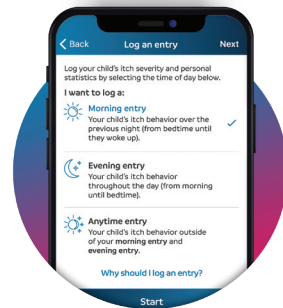 Back Log an entry Next
Log your child's itch severity and personal
statistics by selecting the time of day below.
I want to log a:
Morning entry
Your child's itch behavior over the
previous night (from bedtime until
they woke up).
Evening entry
Your child's itch behavior
throughout the day (from morning
until bedtime).
Anytime entry
Your child's itch behavior outside
of your morning entry and
evening entry.
Why should I log an entry?
Start